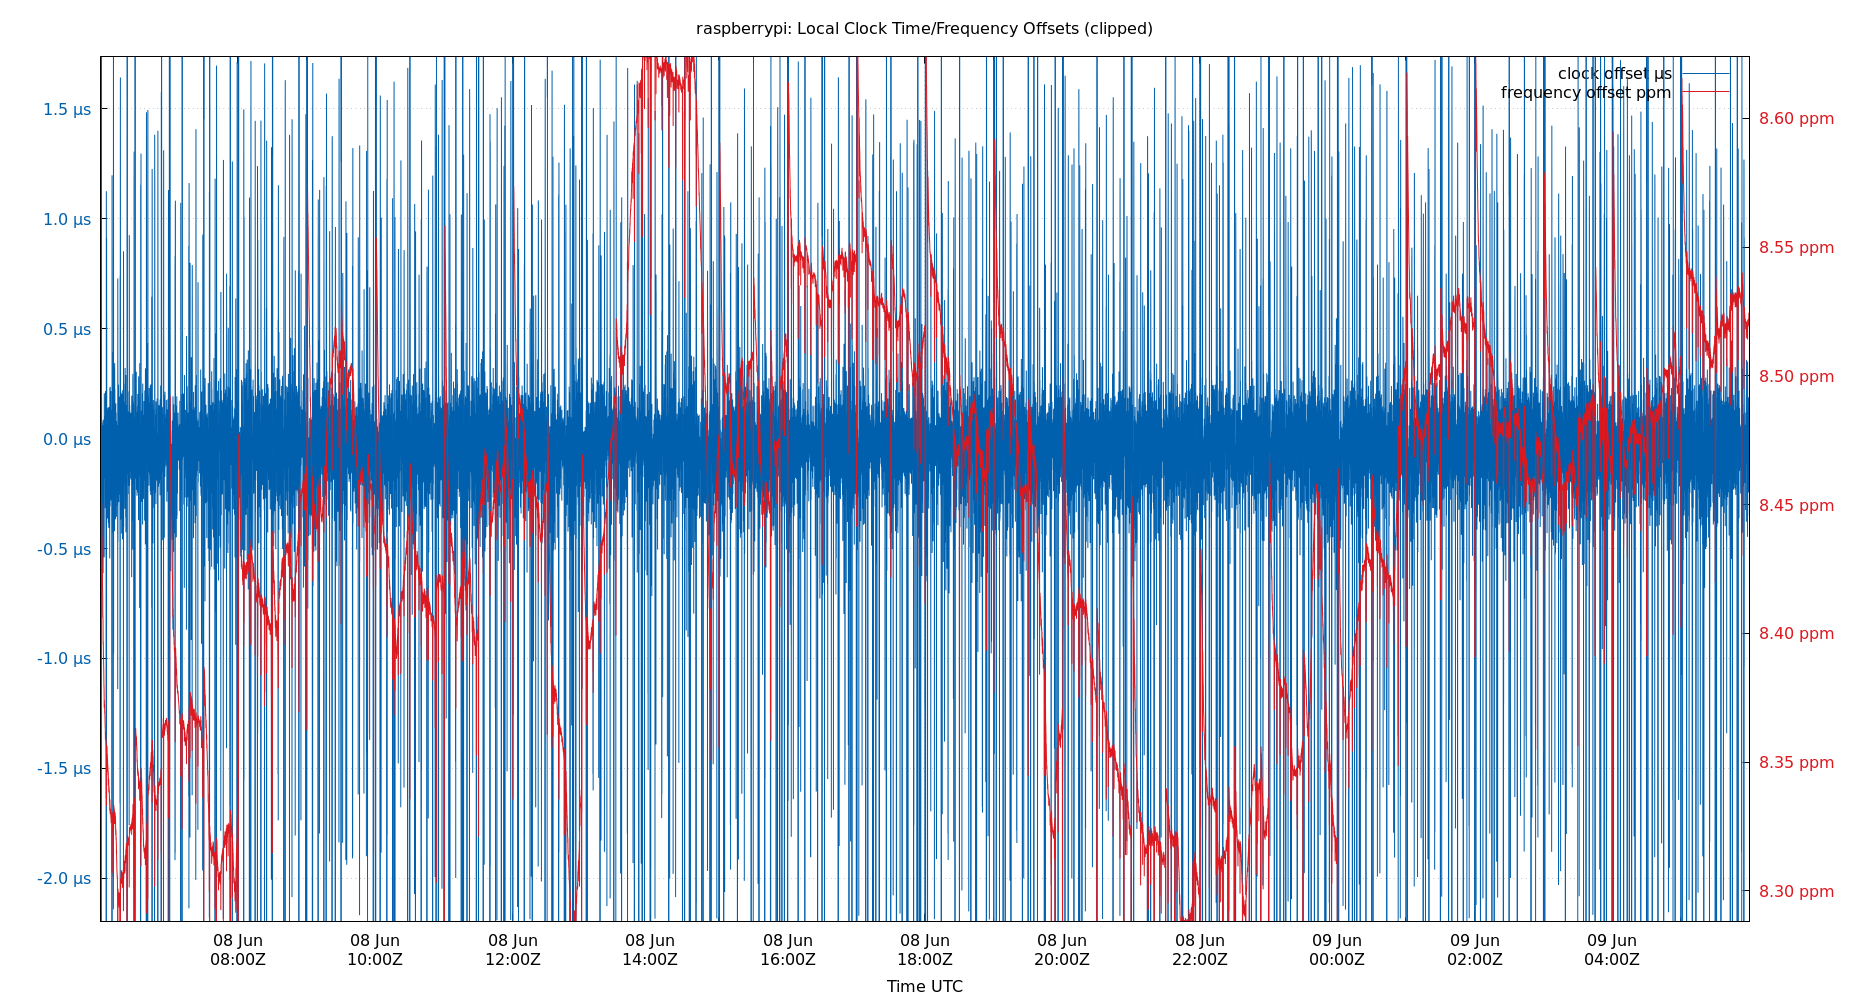 raspberrypi: Local Clock Time/Frequency Offsets (clipped)
clock offset µs
frequency offset ppm
1.5 µs
1.0 µs
0.5 µs
0.0 µs
-0.5 µs
-1.0 µs
-1.5 µs
-2.0 µs
8.60 ppm
8.55 ppm
8.50 ppm
8.45 ppm
8.40 ppm
8.35 ppm
8.30 ppm
08 Jun 08 Jun 08 Jun 08 Jun 08 Jun 08 Jun 08 Jun 08 Jun 09 Jun 09 Jun 09 Jun
08:00Z 10:00Z 12:00Z 14:00Z 16:00Z 18:00Z 20:00Z 22:00Z 00:00Z 02:00Z 04:00Z
Time UTC